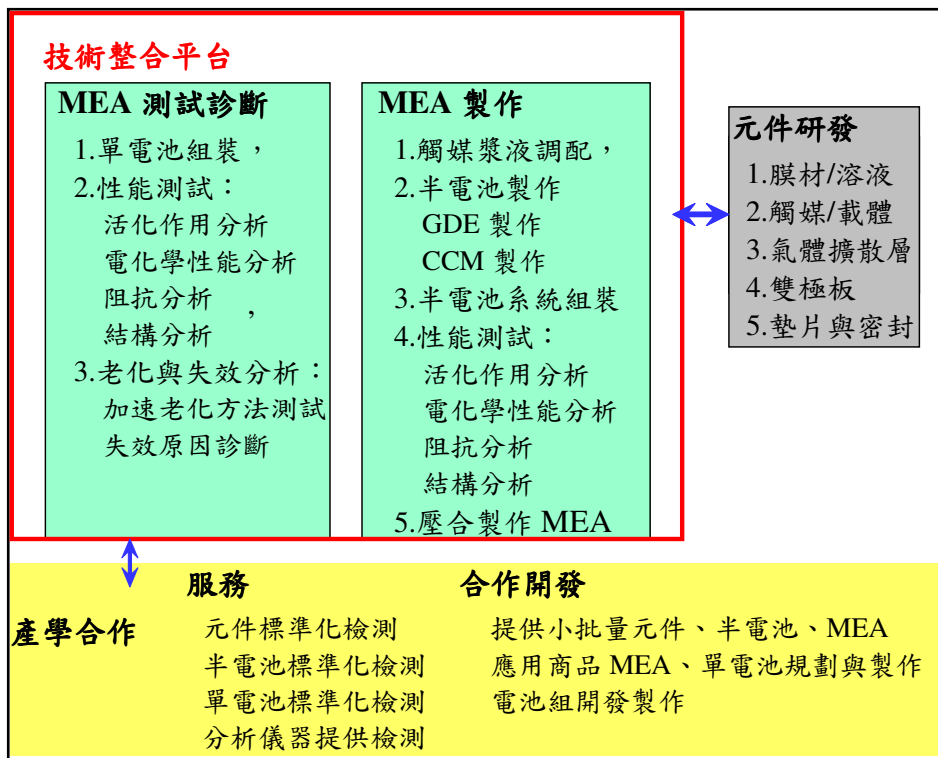 技術整合平台
MEA 測試診斷
1.單電池組裝，
2.性能測試：
活化作用分析
電化學性能分析
阻抗分析，
結構分析
3.老化與失效分析：
加速老化方法測試
失效原因診斷
MEA 製作
1.觸媒漿液調配，
2.半電池製作
GDE 製作
CCM 製作
3.半電池系統組裝
4.性能測試：
活化作用分析
電化學性能分析
阻抗分析
結構分析
5.壓合製作 MEA
元件研發
1.膜材/溶液
2.觸媒/載體
3.氣體擴散層
4.雙極板
5.墊片與密封
產學合作
服務
元件標準化檢測
半電池標準化檢測
單電池標準化檢測
分析儀器提供檢測
合作開發
提供小批量元件、半電池、MEA
應用商品 MEA、單電池規劃與製作
電池組開發製作